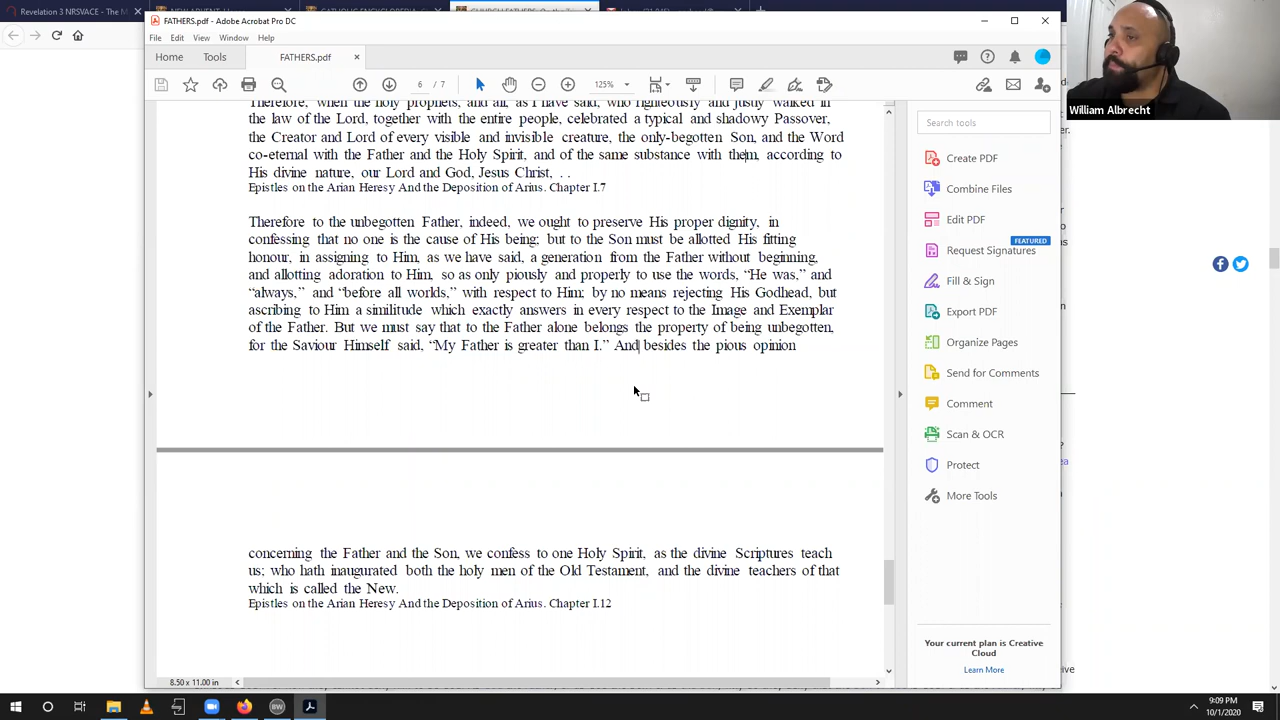 Revelation 3 NRSVACE - The M
FATHERS.pdf - Adobe Acrobat Pro DC
File Edit View Window Help
Home Tools FATHERS.pdf
6 / 7 125%
William Albrecht
Therefore, when the holy prophets, and all, as I have said, who righteously and justly walked in
the law of the Lord, together with the entire people, celebrated a typical and shadowy Passover,
the Creator and Lord of every visible and invisible creature, the only-begotten Son, and the Word
co-eternal with the Father and the Holy Spirit, and of the same substance with them, according to
His divine nature, our Lord and God, Jesus Christ, . .
Epistles on the Arian Heresy And the Deposition of Arius. Chapter I.7
Therefore to the unbegotten Father, indeed, we ought to preserve His proper dignity, in
confessing that no one is the cause of His being; but to the Son must be allotted His fitting
honour, in assigning to Him, as we have said, a generation from the Father without beginning,
and allotting adoration to Him, so as only piously and properly to use the words, “He was,” and
“always,” and “before all worlds,” with respect to Him; by no means rejecting His Godhead, but
ascribing to Him a similitude which exactly answers in every respect to the Image and Exemplar
of the Father. But we must say that to the Father alone belongs the property of being unbegotten,
for the Saviour Himself said, “My Father is greater than I.” And besides the pious opinion
concerning the Father and the Son, we confess to one Holy Spirit, as the divine Scriptures teach
us; who hath inaugurated both the holy men of the Old Testament, and the divine teachers of that
which is called the New.
Epistles on the Arian Heresy And the Deposition of Arius. Chapter I.12
8.50 x 11.00 in
Search tools
Create PDF
Combine Files
Edit PDF
FEATURED
Request Signatures
Fill & Sign
Export PDF
Organize Pages
Send for Comments
Comment
Scan & OCR
Protect
More Tools
Your current plan is Creative
Cloud
Learn More
9:09 PM
10/1/2020